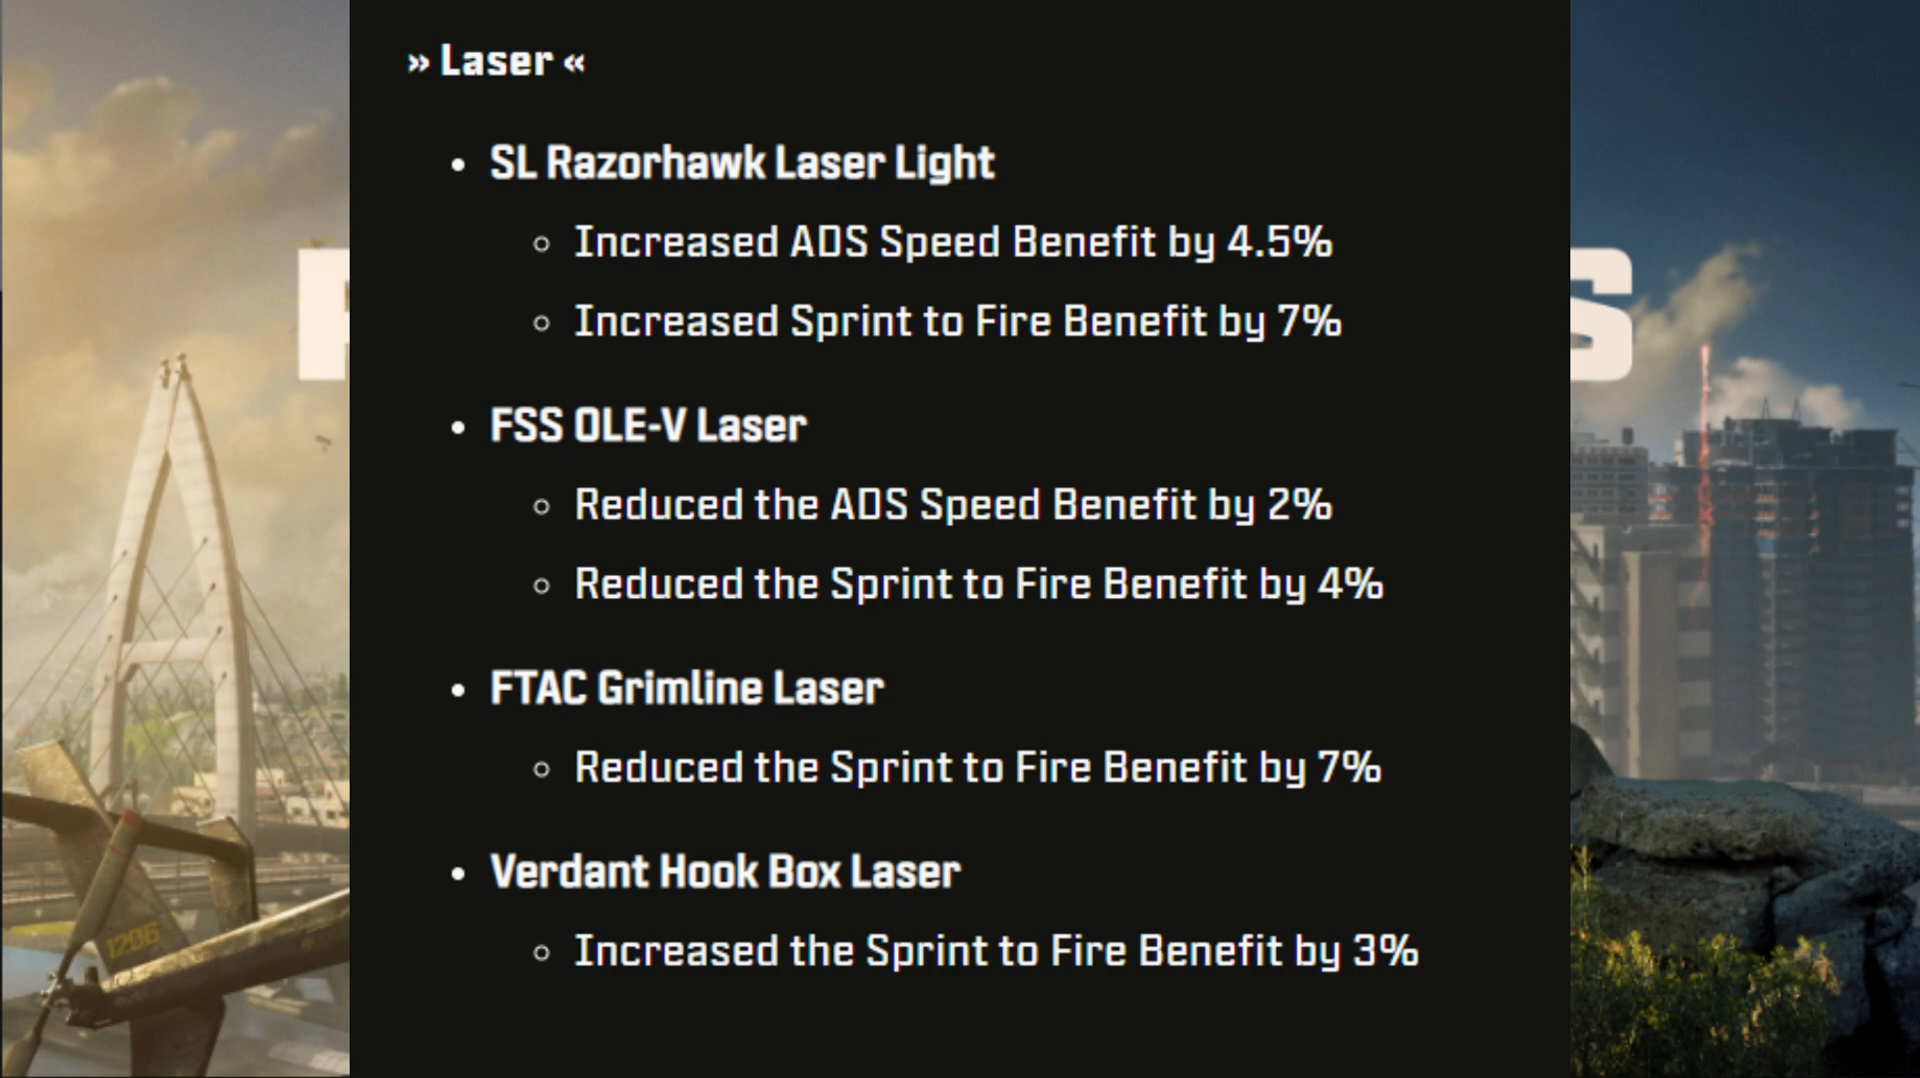 » Laser «
• SL Razorhawk Laser Light
◦ Increased ADS Speed Benefit by 4.5%
◦ Increased Sprint to Fire Benefit by 7%
• FSS OLE-V Laser
◦ Reduced the ADS Speed Benefit by 2%
◦ Reduced the Sprint to Fire Benefit by 4%
• FTAC Grimline Laser
◦ Reduced the Sprint to Fire Benefit by 7%
• Verdant Hook Box Laser
◦ Increased the Sprint to Fire Benefit by 3%
S
1206